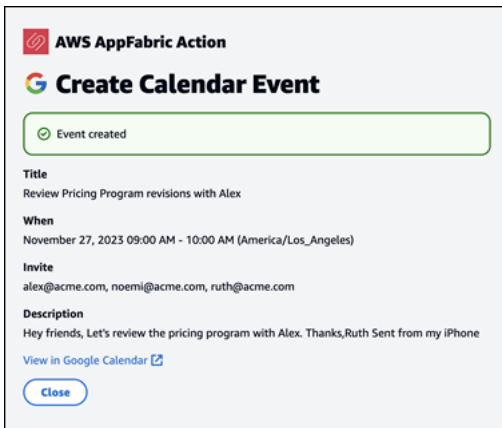 AWS AppFabric Action
Create Calendar Event
Event created
Title
Review Pricing Program revisions with Alex
When
November 27, 2023 09:00 AM - 10:00 AM (America/Los_Angeles)
Invite
alex@acme.com, noemi@acme.com, ruth@acme.com
Description
Hey friends, Let's review the pricing program with Alex. Thanks,Ruth Sent from my iPhone
View in Google Calendar
Close